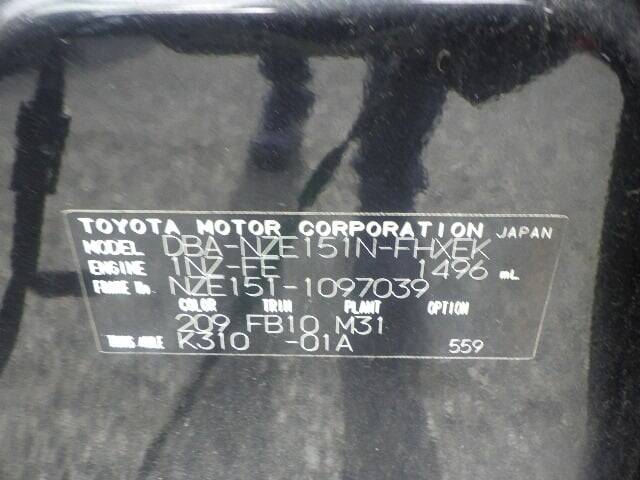 TOYOTA MOTOR CORPORATION JAPAN
MODEL DBA-NZE151N-FHXEK
ENGINE 1NZ-FE 1496 mL
FRAME No. NZE151-1097039
COLOR TRIM PLANT OPTION
209 FB10 M31
TRANS/AXLE K310 -01A 559